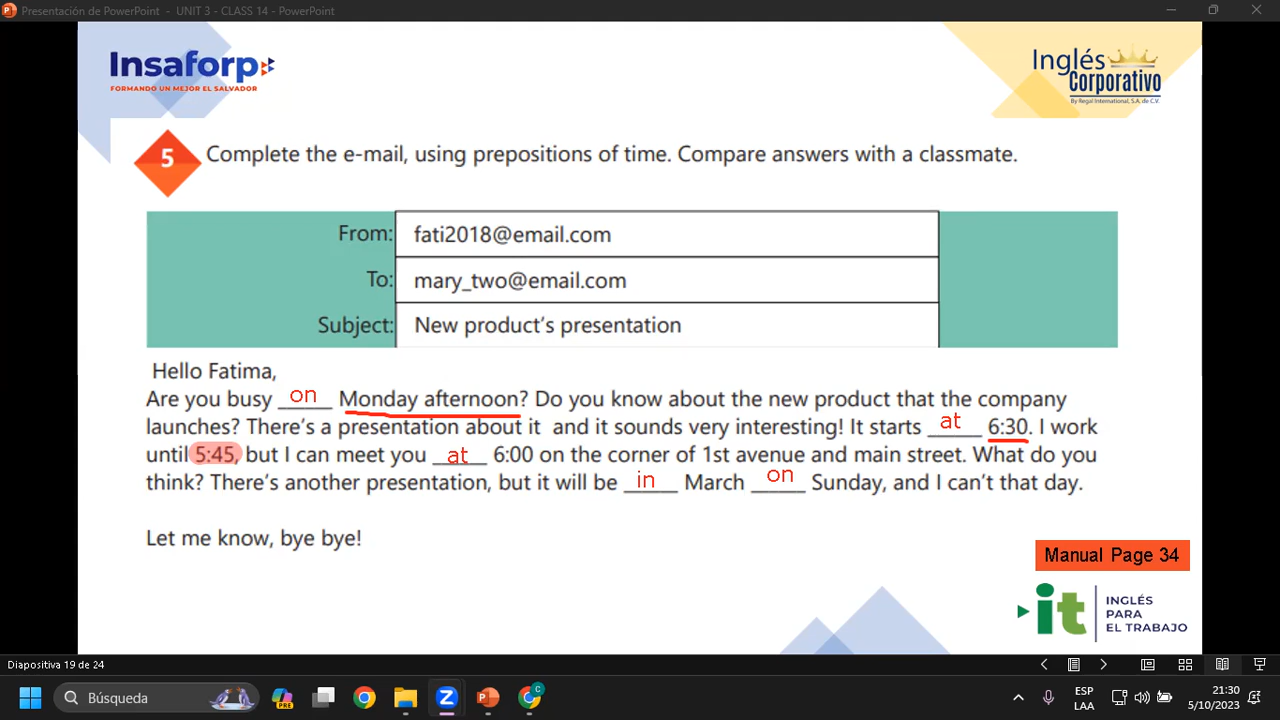 Presentación de PowerPoint - UNIT 3 - CLASS 14 - PowerPoint
Insaforp
FORMANDO UN MEJOR EL SALVADOR
Inglés
Corporativo
By Regal International, S.A. de C.V.
5 Complete the e-mail, using prepositions of time. Compare answers with a classmate.
From: fati2018@email.com
To: mary_two@email.com
Subject: New product's presentation
Hello Fatima,
Are you busy on Monday afternoon? Do you know about the new product that the company
launches? There's a presentation about it and it sounds very interesting! It starts at 6:30. I work
until 5:45, but I can meet you at 6:00 on the corner of 1st avenue and main street. What do you
think? There's another presentation, but it will be in March on Sunday, and I can't that day.
Let me know, bye bye!
Manual Page 34
it
INGLÉS
PARA
EL TRABAJO
Diapositiva 19 de 24
Búsqueda
PRE
C
ESP
LAA
21:30
5/10/2023